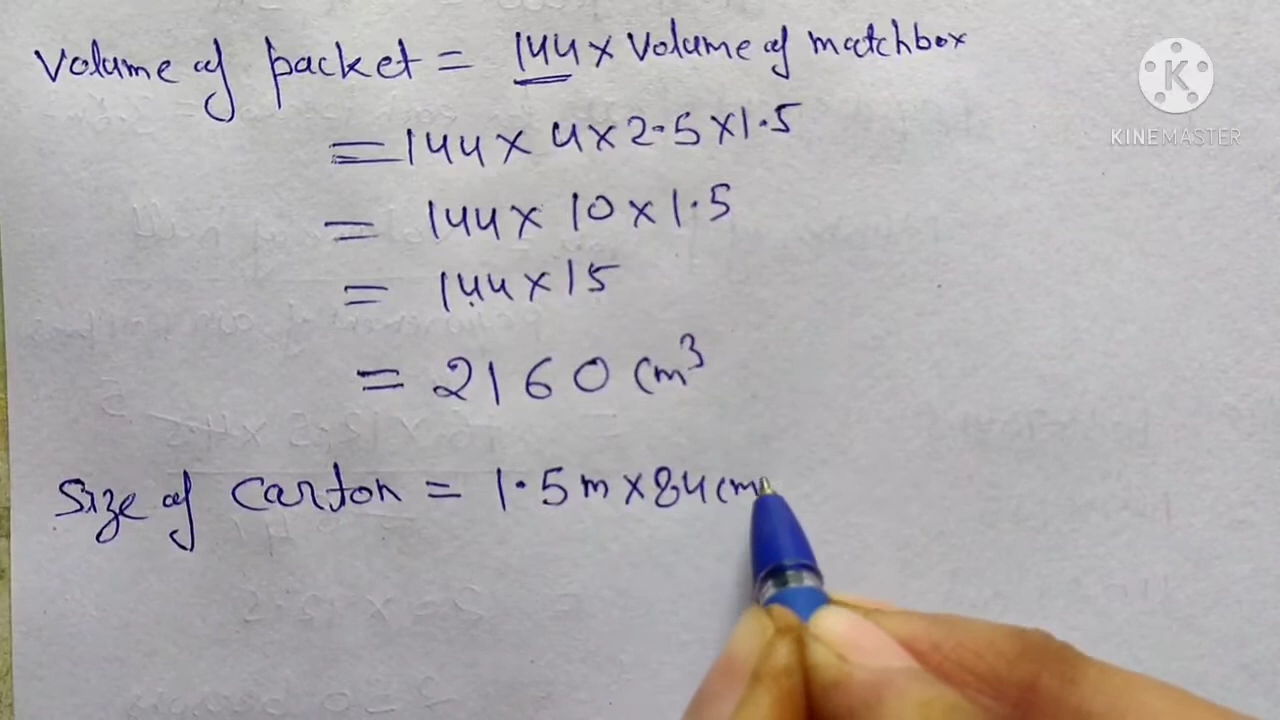 Volume of packet = 144 × Volume of matchbox
= 144 × 4 × 2.5 × 1.5
= 144 × 10 × 1.5
= 144 × 15
= 2160 cm³
Size of carton = 1.5 m × 84 cm
K
KINEMASTER